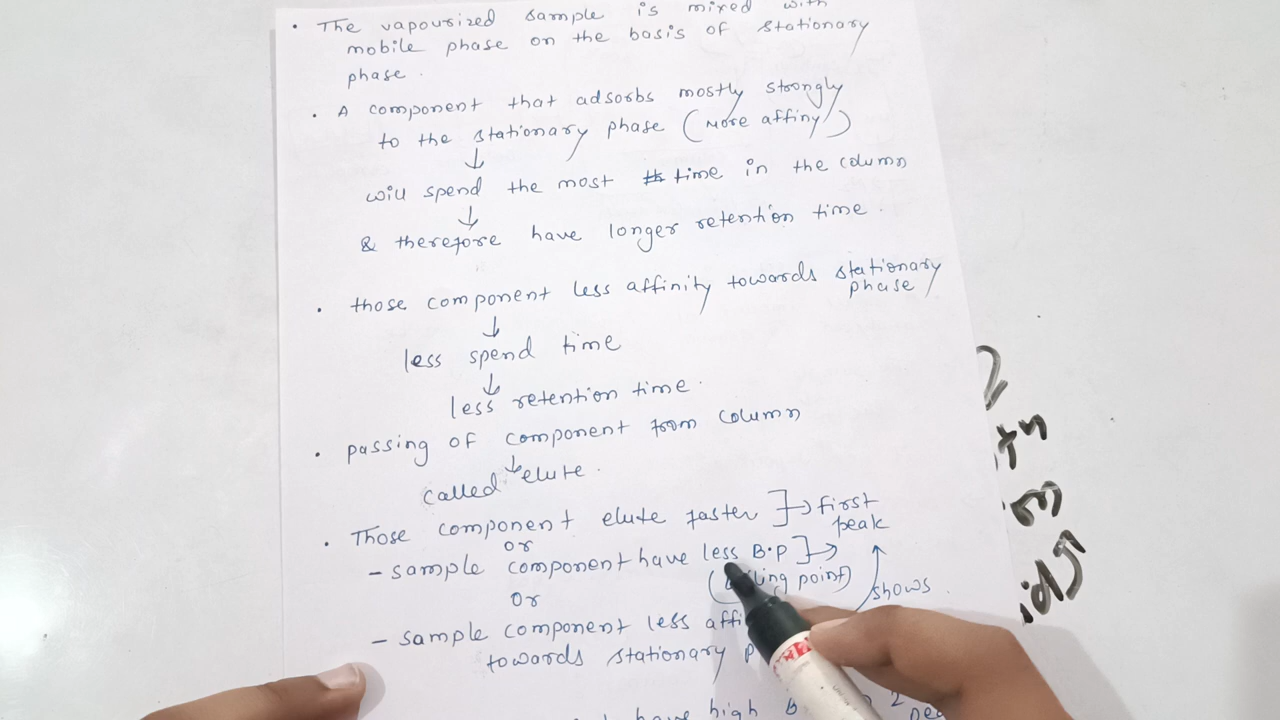 • The vapourized sample is mixed with
mobile phase on the basis of stationary
phase.
• A component that adsorbs mostly strongly
to the stationary phase (More affiny)
↓
will spend the most time in the column
↓
& therefore have longer retention time.
• those component less affinity towards stationary
phase
↓
less spend time
↓
less retention time.
• passing of component from column
↓
called elute.
• Those component elute faster ]→ first
peak
or
- sample component have less B.P ]→
point)
shows
or
- sample component less
towards stationary
have high
2